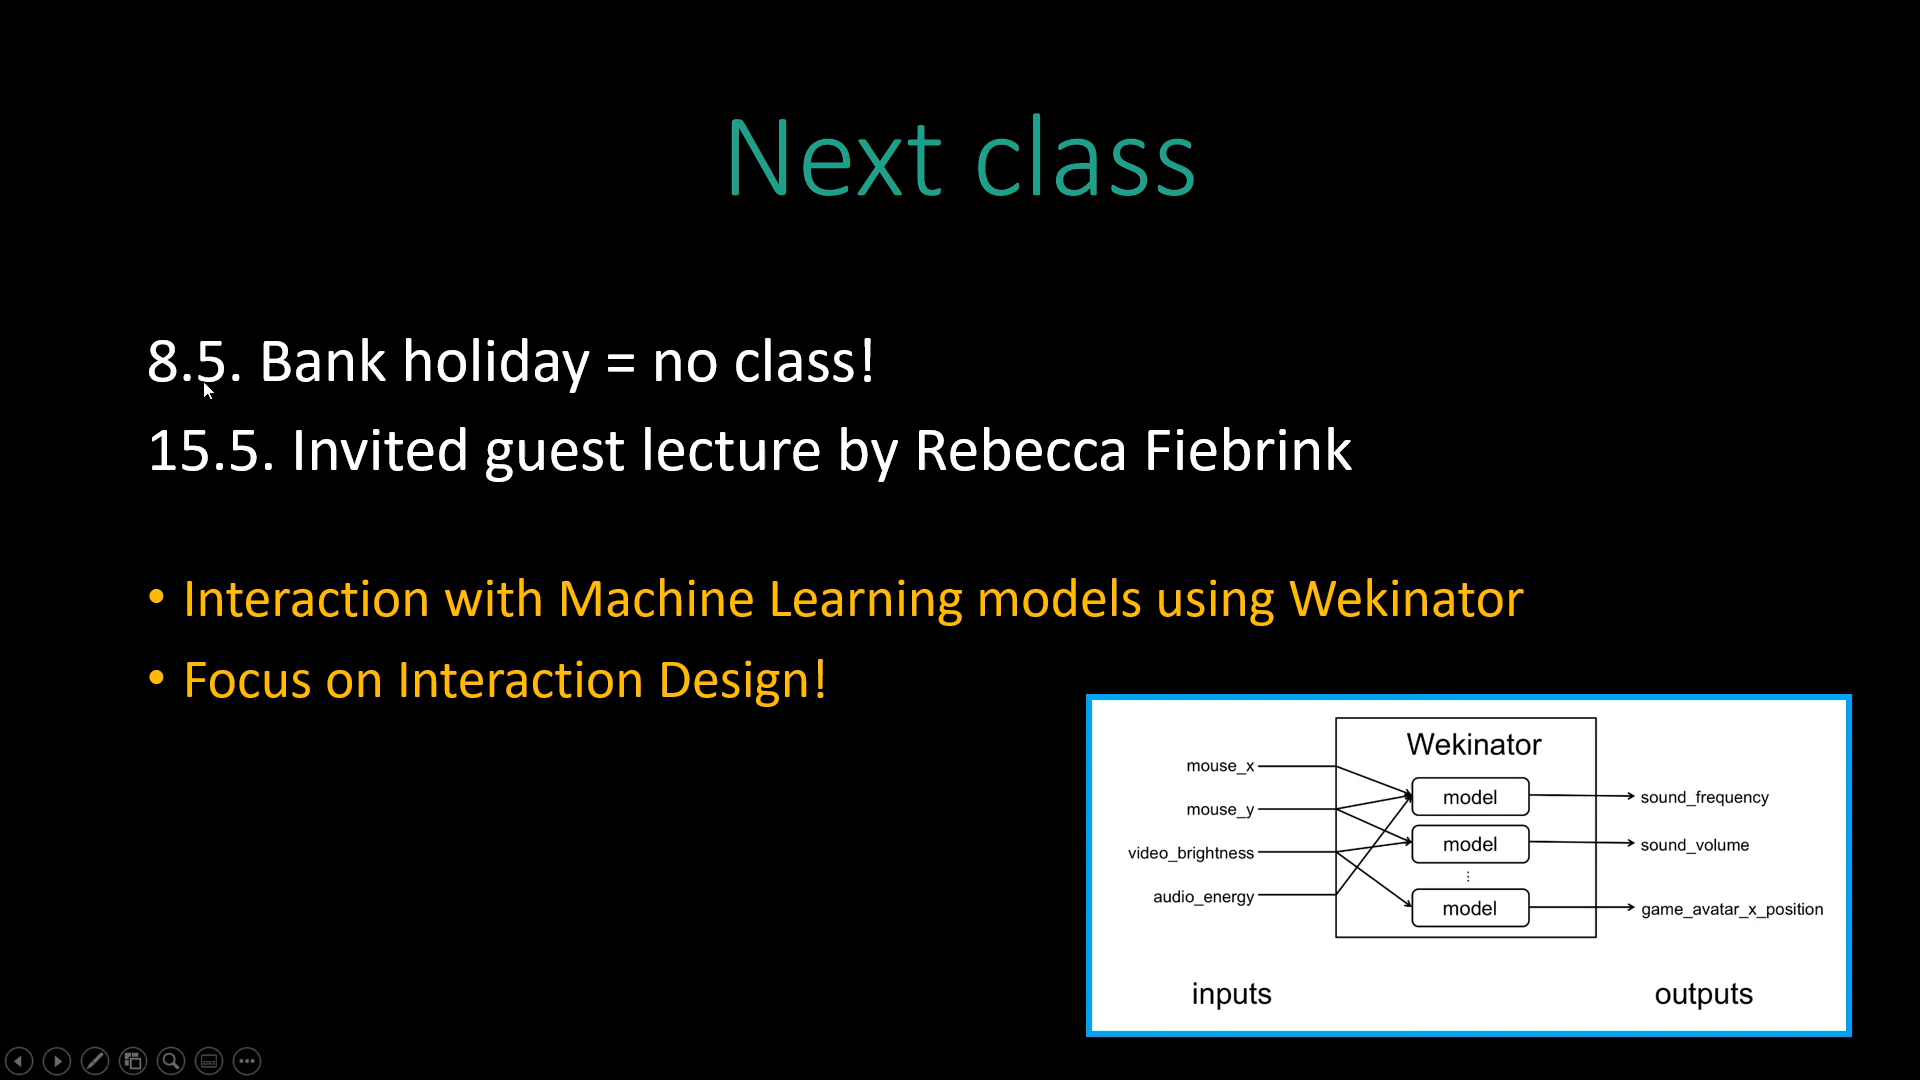 Next class
8.5. Bank holiday = no class!
15.5. Invited guest lecture by Rebecca Fiebrink
• Interaction with Machine Learning models using Wekinator
• Focus on Interaction Design!
Wekinator
mouse_x
mouse_y
video_brightness
audio_energy
model
model
model
sound_frequency
sound_volume
game_avatar_x_position
inputs
outputs